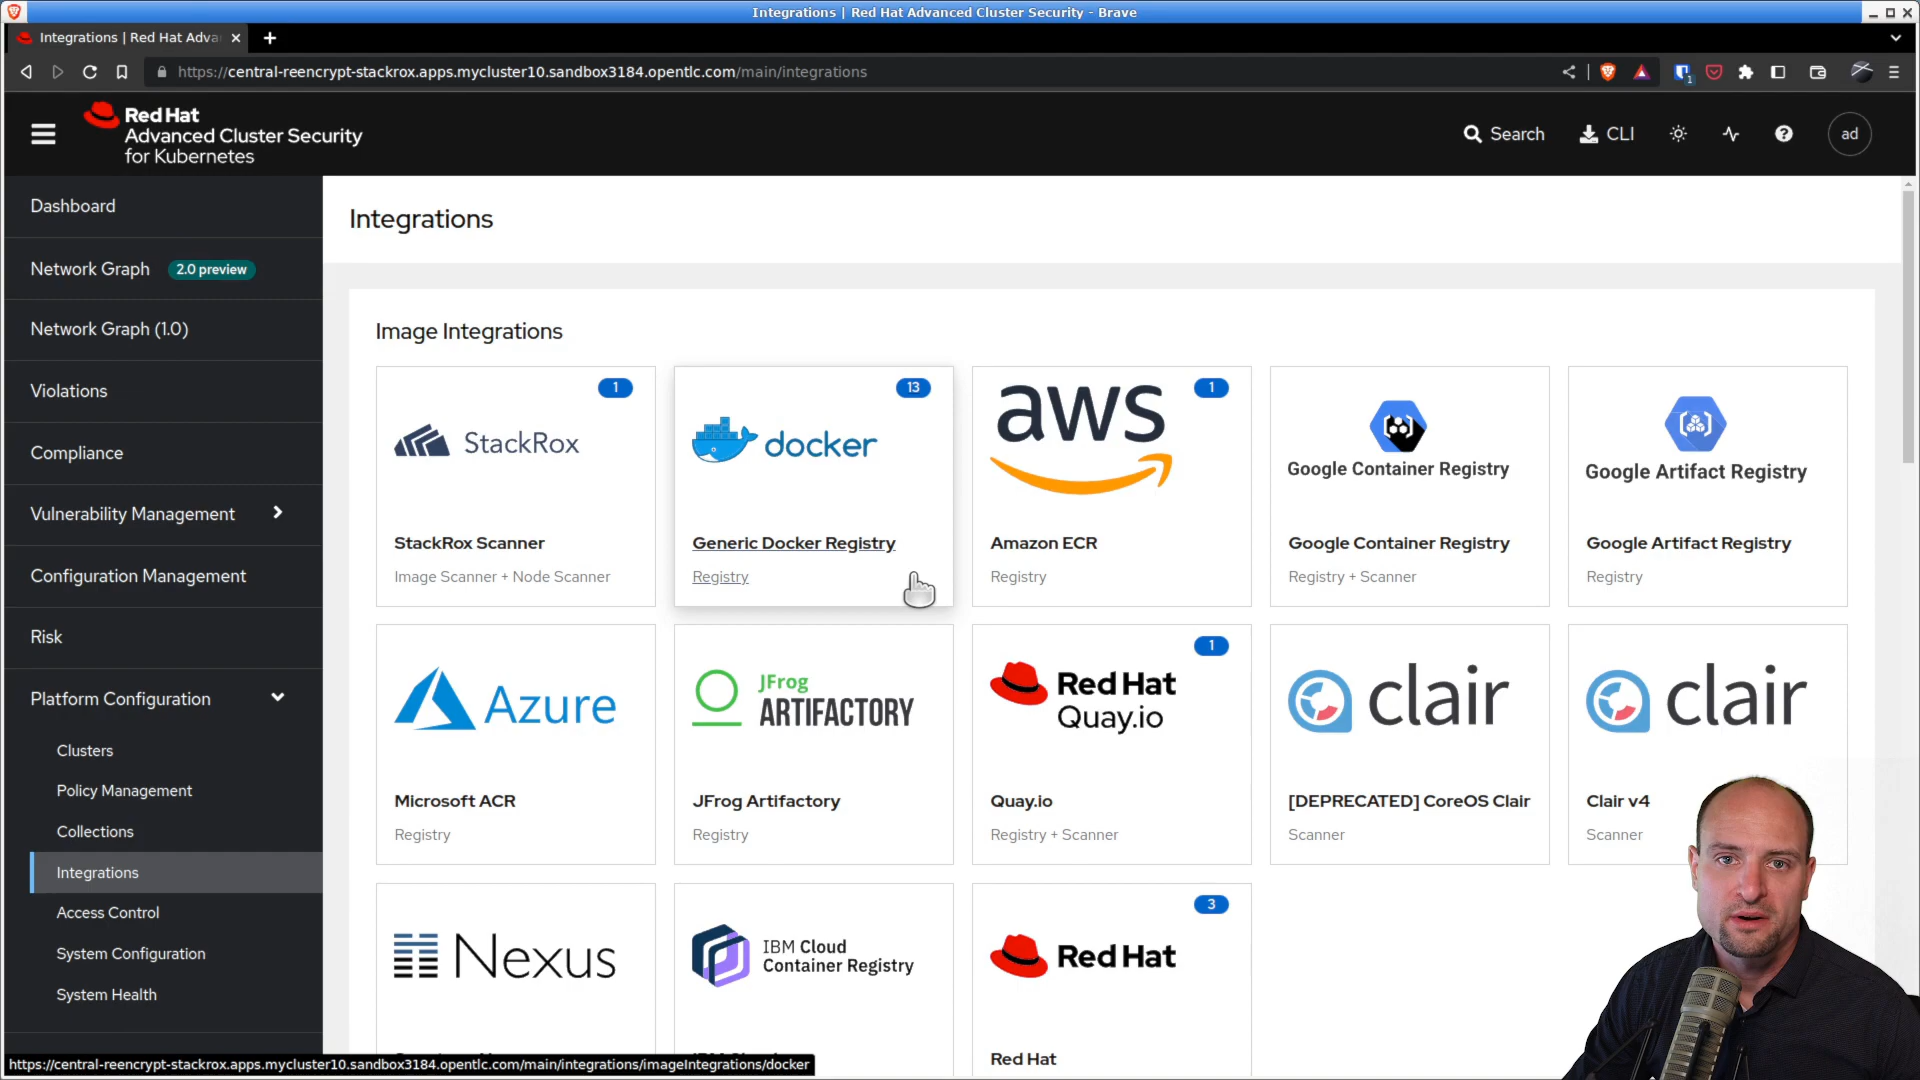 Integrations | Red Hat Advanced Cluster Security - Brave
Integrations | Red Hat Adva
https://central-reencrypt-stackrox.apps.mycluster10.sandbox3184.opentlc.com/main/integrations
1
Red Hat
Advanced Cluster Security
for Kubernetes
Search
CLI
ad
Dashboard
Network Graph 2.0 preview
Network Graph (1.0)
Violations
Compliance
Vulnerability Management
Configuration Management
Risk
Platform Configuration
Clusters
Policy Management
Collections
Integrations
Access Control
System Configuration
System Health
Integrations
Image Integrations
1
StackRox
StackRox Scanner
Image Scanner + Node Scanner
13
docker
Generic Docker Registry
Registry
1
aws
Amazon ECR
Registry
Google Container Registry
Google Container Registry
Registry + Scanner
Google Artifact Registry
Google Artifact Registry
Registry
Azure
Microsoft ACR
Registry
JFrog
ARTIFACTORY
JFrog Artifactory
Registry
1
Red Hat
Quay.io
Quay.io
Registry + Scanner
clair
[DEPRECATED] CoreOS Clair
Scanner
clair
Clair v4
Scanner
Nexus
IBM Cloud
Container Registry
3
Red Hat
Red Hat
https://central-reencrypt-stackrox.apps.mycluster10.sandbox3184.opentlc.com/main/integrations/imageIntegrations/docker